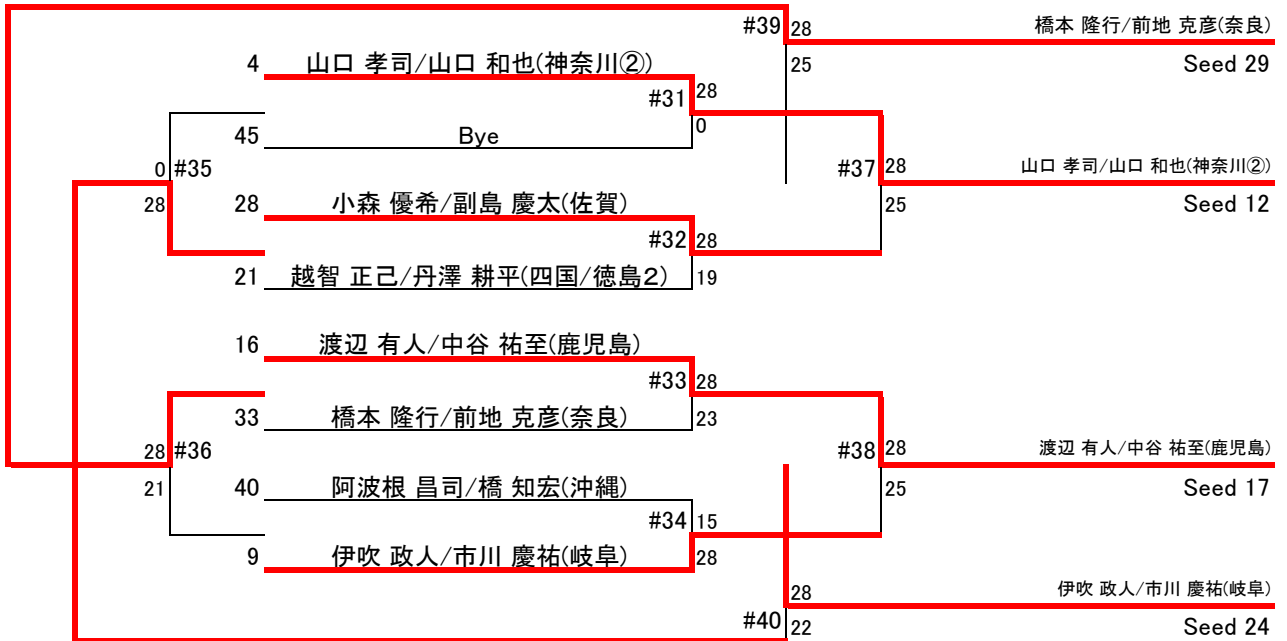 #39 28 橋本 隆行/前地 克彦(奈良)
4 山口 孝司/山口 和也(神奈川②) 25 Seed 29
#31 28
45 Bye 0
0 #35 #37 28 山口 孝司/山口 和也(神奈川②)
28 28 小森 優希/副島 慶太(佐賀) 25 Seed 12
#32 28
21 越智 正己/丹澤 耕平(四国/徳島2) 19
16 渡辺 有人/中谷 祐至(鹿児島)
#33 28
33 橋本 隆行/前地 克彦(奈良) 23
28 #36 #38 28 渡辺 有人/中谷 祐至(鹿児島)
21 40 阿波根 昌司/橋 知宏(沖縄) 25 Seed 17
#34 15
9 伊吹 政人/市川 慶祐(岐阜) 28
28 伊吹 政人/市川 慶祐(岐阜)
#40 22 Seed 24